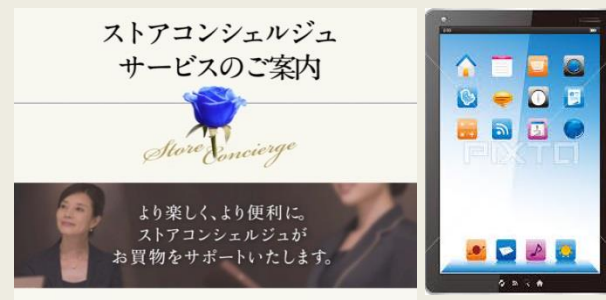 ストアコンシェルジュ
サービスのご案内
Store Concierge
より楽しく、より便利に。
ストアコンシェルジュが
お買物をサポートいたします。
PIXTA